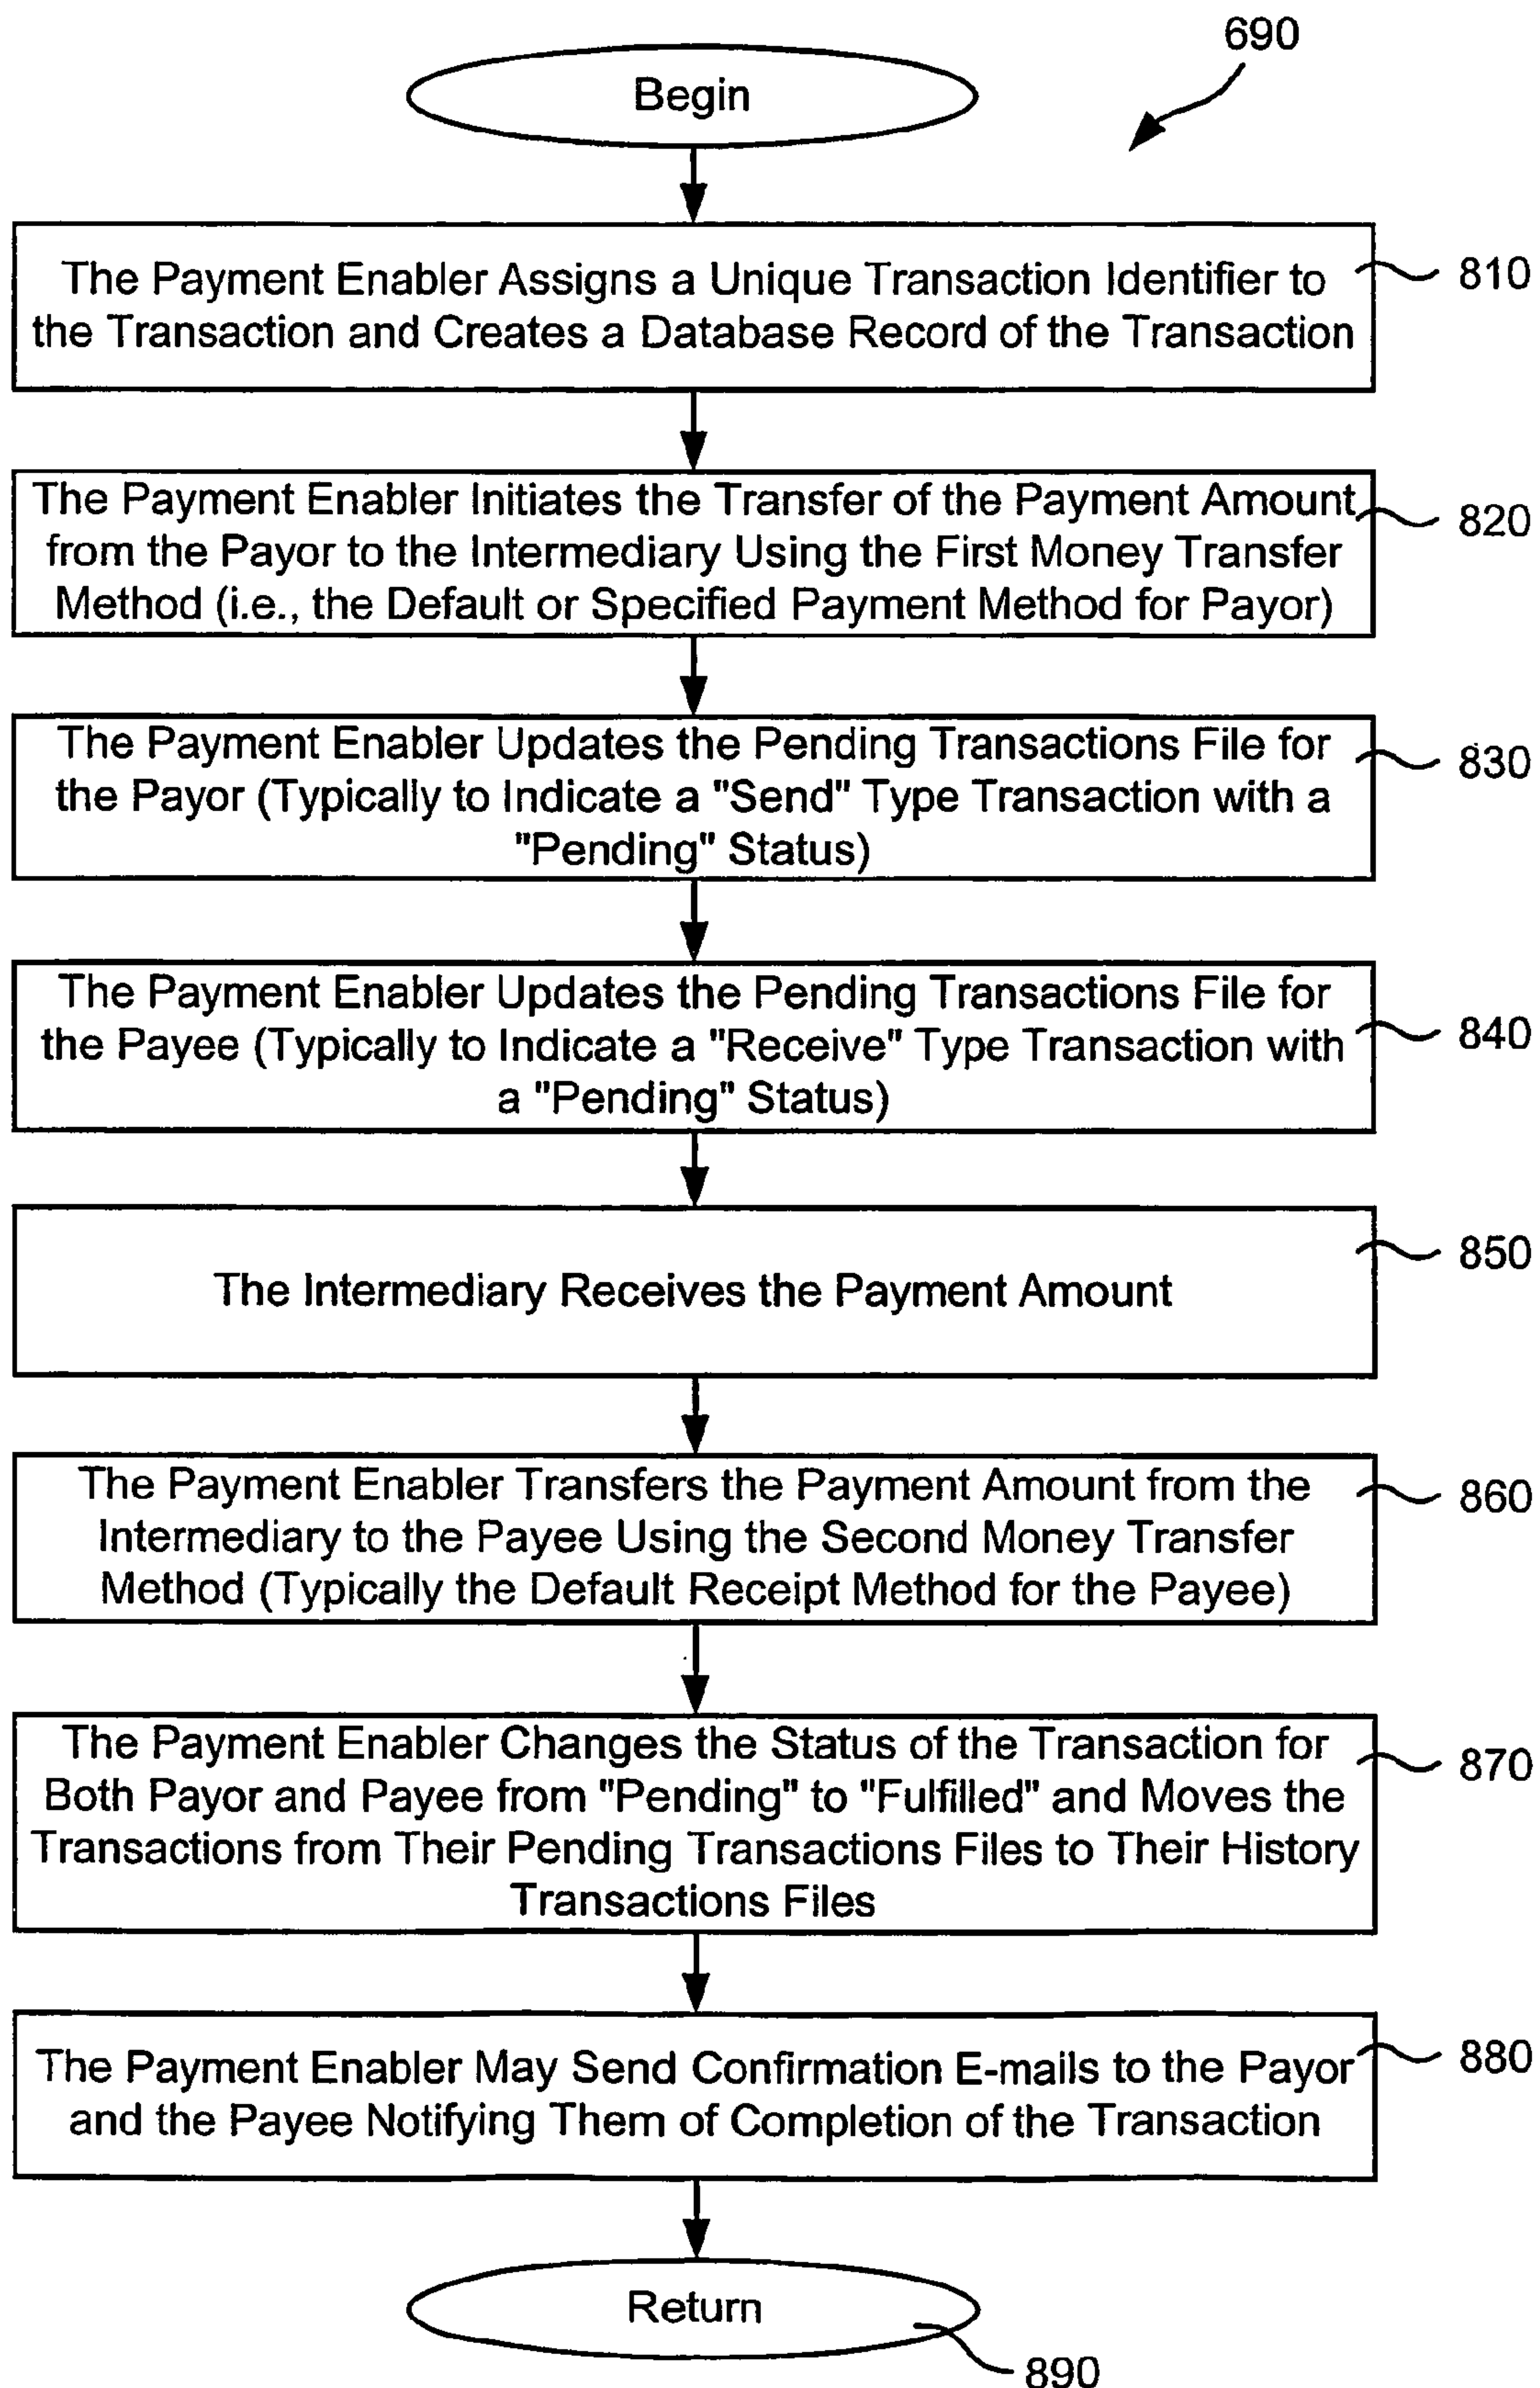 690
Begin
The Payment Enabler Assigns a Unique Transaction Identifier to
the Transaction and Creates a Database Record of the Transaction
810
The Payment Enabler Initiates the Transfer of the Payment Amount
from the Payor to the Intermediary Using the First Money Transfer
Method (i.e., the Default or Specified Payment Method for Payor)
820
The Payment Enabler Updates the Pending Transactions File for
the Payor (Typically to Indicate a "Send" Type Transaction with a
"Pending" Status)
830
The Payment Enabler Updates the Pending Transactions File for
the Payee (Typically to Indicate a "Receive" Type Transaction with
a "Pending" Status)
840
The Intermediary Receives the Payment Amount
850
The Payment Enabler Transfers the Payment Amount from the
Intermediary to the Payee Using the Second Money Transfer
Method (Typically the Default Receipt Method for the Payee)
860
The Payment Enabler Changes the Status of the Transaction for
Both Payor and Payee from "Pending" to "Fulfilled" and Moves the
Transactions from Their Pending Transactions Files to Their History
Transactions Files
870
The Payment Enabler May Send Confirmation E-mails to the Payor
and the Payee Notifying Them of Completion of the Transaction
880
Return
890